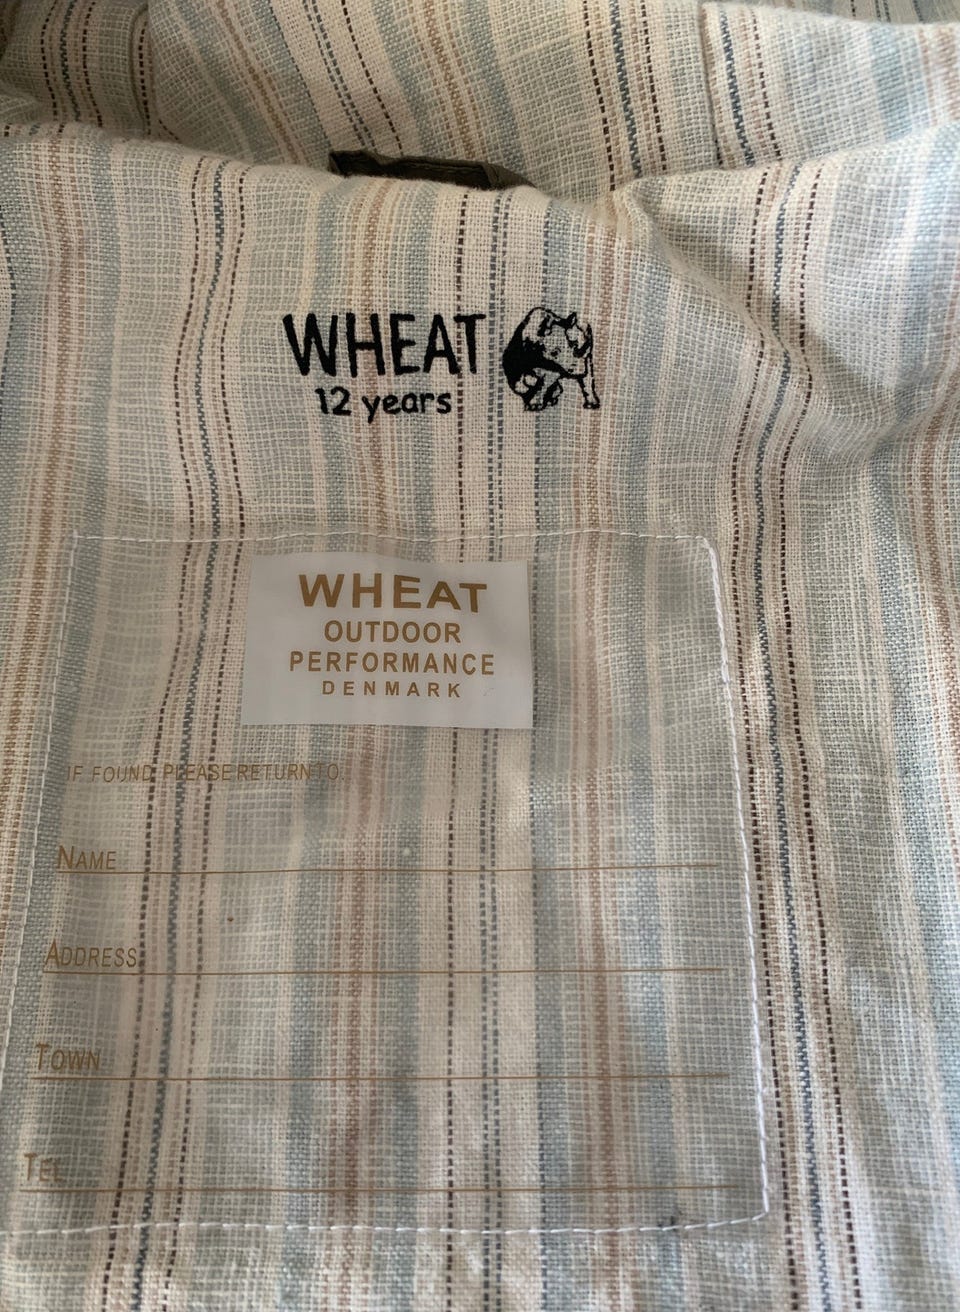 WHEAT
12 years
WHEAT
OUTDOOR
PERFORMANCE
DENMARK
IF FOUND PLEASE RETURN TO:
NAME
ADDRESS
TOWN
TEL